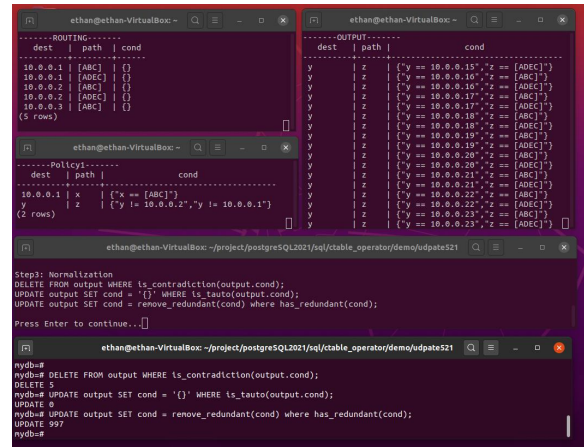 ethan@ethan-VirtualBox: ~
-------ROUTING-------
dest | path | cond
----------+--------+------
10.0.0.1 | [ABC] | {}
10.0.0.1 | [ADEC] | {}
10.0.0.2 | [ABC] | {}
10.0.0.2 | [ADEC] | {}
10.0.0.3 | [ABC] | {}
(5 rows)
ethan@ethan-VirtualBox: ~
-------Policy1-------
dest | path | cond
----------+------+------------------------------------
10.0.0.1 | x | {"x == [ABC]"}
y | z | {"y != 10.0.0.2","y != 10.0.0.1"}
(2 rows)
ethan@ethan-VirtualBox: ~
-------OUTPUT-------
dest | path | cond
y | z | {"y == 10.0.0.15","z == [ADEC]"}
y | z | {"y == 10.0.0.16","z == [ABC]"}
y | z | {"y == 10.0.0.16","z == [ADEC]"}
y | z | {"y == 10.0.0.17","z == [ABC]"}
y | z | {"y == 10.0.0.17","z == [ADEC]"}
y | z | {"y == 10.0.0.18","z == [ABC]"}
y | z | {"y == 10.0.0.18","z == [ADEC]"}
y | z | {"y == 10.0.0.19","z == [ABC]"}
y | z | {"y == 10.0.0.19","z == [ADEC]"}
y | z | {"y == 10.0.0.20","z == [ABC]"}
y | z | {"y == 10.0.0.20","z == [ADEC]"}
y | z | {"y == 10.0.0.21","z == [ABC]"}
y | z | {"y == 10.0.0.21","z == [ADEC]"}
y | z | {"y == 10.0.0.22","z == [ABC]"}
y | z | {"y == 10.0.0.22","z == [ADEC]"}
y | z | {"y == 10.0.0.23","z == [ABC]"}
y | z | {"y == 10.0.0.23","z == [ADEC]"}
ethan@ethan-VirtualBox: ~/project/postgreSQL2021/sql/ctable_operator/demo/udpate521
Step3: Normalization
DELETE FROM output WHERE is_contradiction(output.cond);
UPDATE output SET cond = '{}' WHERE is_tauto(output.cond);
UPDATE output SET cond = remove_redundant(cond) where has_redundant(cond);
Press Enter to continue...
ethan@ethan-VirtualBox: ~/project/postgreSQL2021/sql/ctable_operator/demo/udpate521
mydb=#
mydb=# DELETE FROM output WHERE is_contradiction(output.cond);
DELETE 5
mydb=# UPDATE output SET cond = '{}' WHERE is_tauto(output.cond);
UPDATE 0
mydb=# UPDATE output SET cond = remove_redundant(cond) where has_redundant(cond);
UPDATE 997
mydb=#